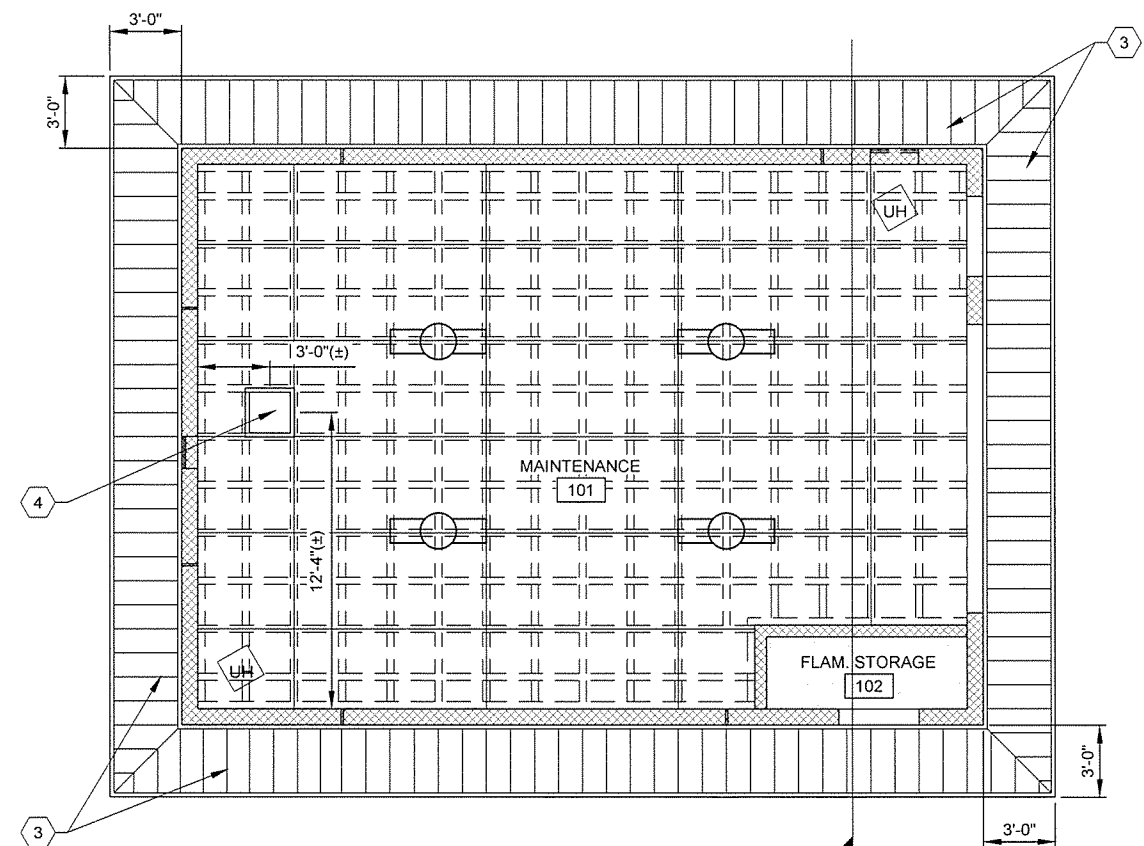 3'-0"
3
3'-0"
UH
3'-0"(±)
MAINTENANCE
101
4
12'-4"(±)
UH
FLAM. STORAGE
102
3'-0"
3
3'-0"